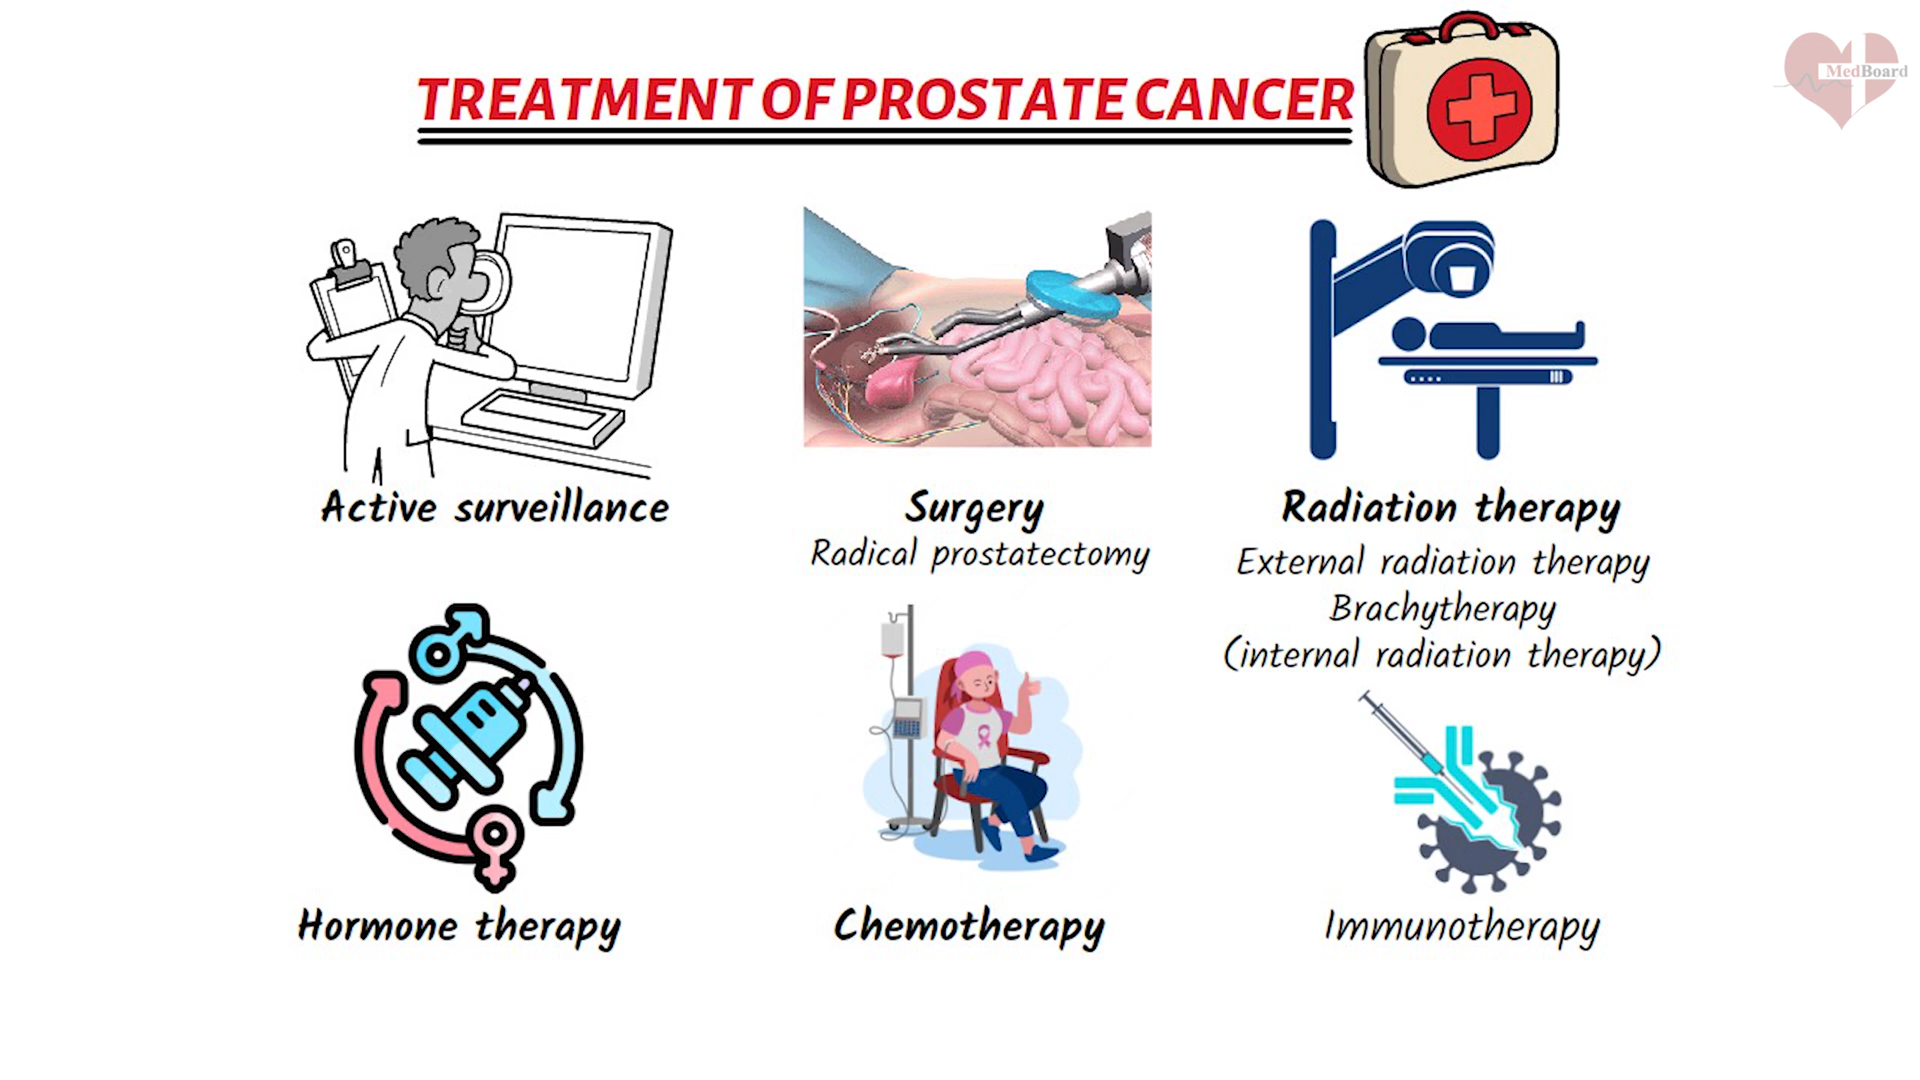 TREATMENT OF PROSTATE CANCER
MedBoard
Active surveillance
Surgery
Radical prostatectomy
Radiation therapy
External radiation therapy
Brachytherapy
(internal radiation therapy)
Hormone therapy
Chemotherapy
Immunotherapy